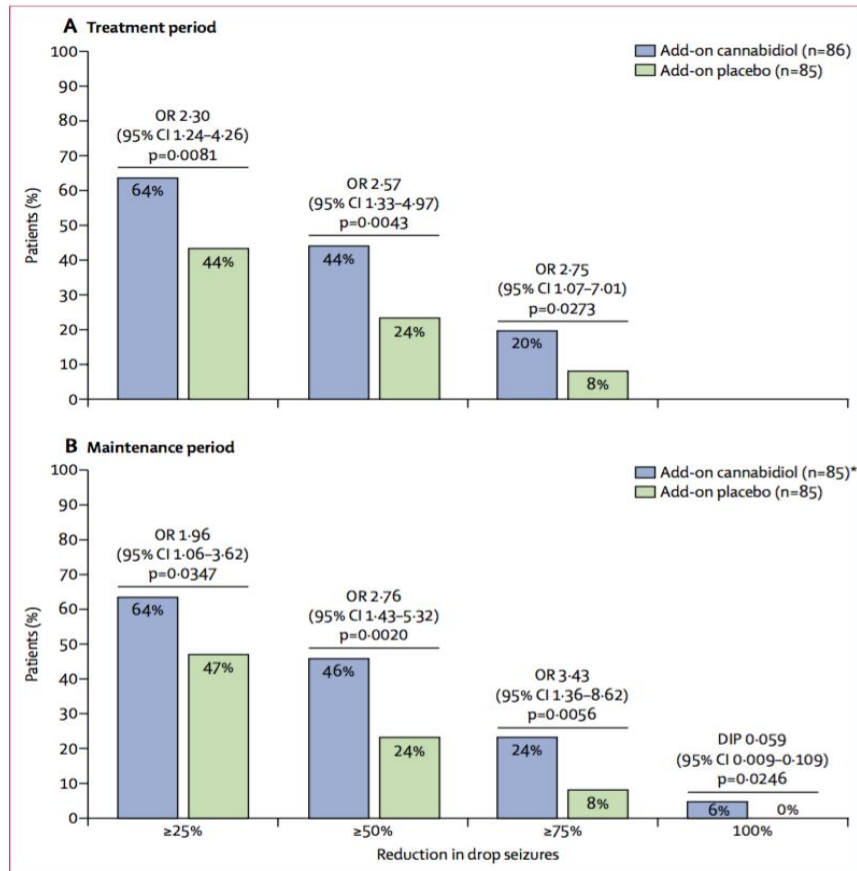 A Treatment period
Add-on cannabidiol (n=86)
Add-on placebo (n=85)
Patients (%)
100
90
80
70
60
50
40
30
20
10
0
OR 2·30
(95% CI 1·24–4·26)
p=0·0081
64%
44%
OR 2·57
(95% CI 1·33–4·97)
p=0·0043
44%
24%
OR 2·75
(95% CI 1·07–7·01)
p=0·0273
20%
8%
B Maintenance period
Add-on cannabidiol (n=85)*
Add-on placebo (n=85)
Patients (%)
100
90
80
70
60
50
40
30
20
10
0
OR 1·96
(95% CI 1·06–3·62)
p=0·0347
64%
47%
OR 2·76
(95% CI 1·43–5·32)
p=0·0020
46%
24%
OR 3·43
(95% CI 1·36–8·62)
p=0·0056
24%
8%
DIP 0·059
(95% CI 0·009–0·109)
p=0·0246
6%
0%
≥25%
≥50%
≥75%
100%
Reduction in drop seizures